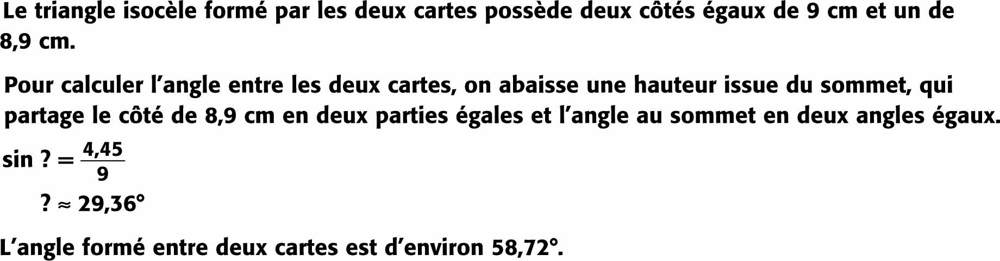 Le triangle isocèle formé par les deux cartes possède deux côtés égaux de 9 cm et un de
8,9 cm.
Pour calculer l’angle entre les deux cartes, on abaisse une hauteur issue du sommet, qui
partage le côté de 8,9 cm en deux parties égales et l’angle au sommet en deux angles égaux.
sin ? = 4,45/9
? ≈ 29,36°
L’angle formé entre deux cartes est d’environ 58,72°.